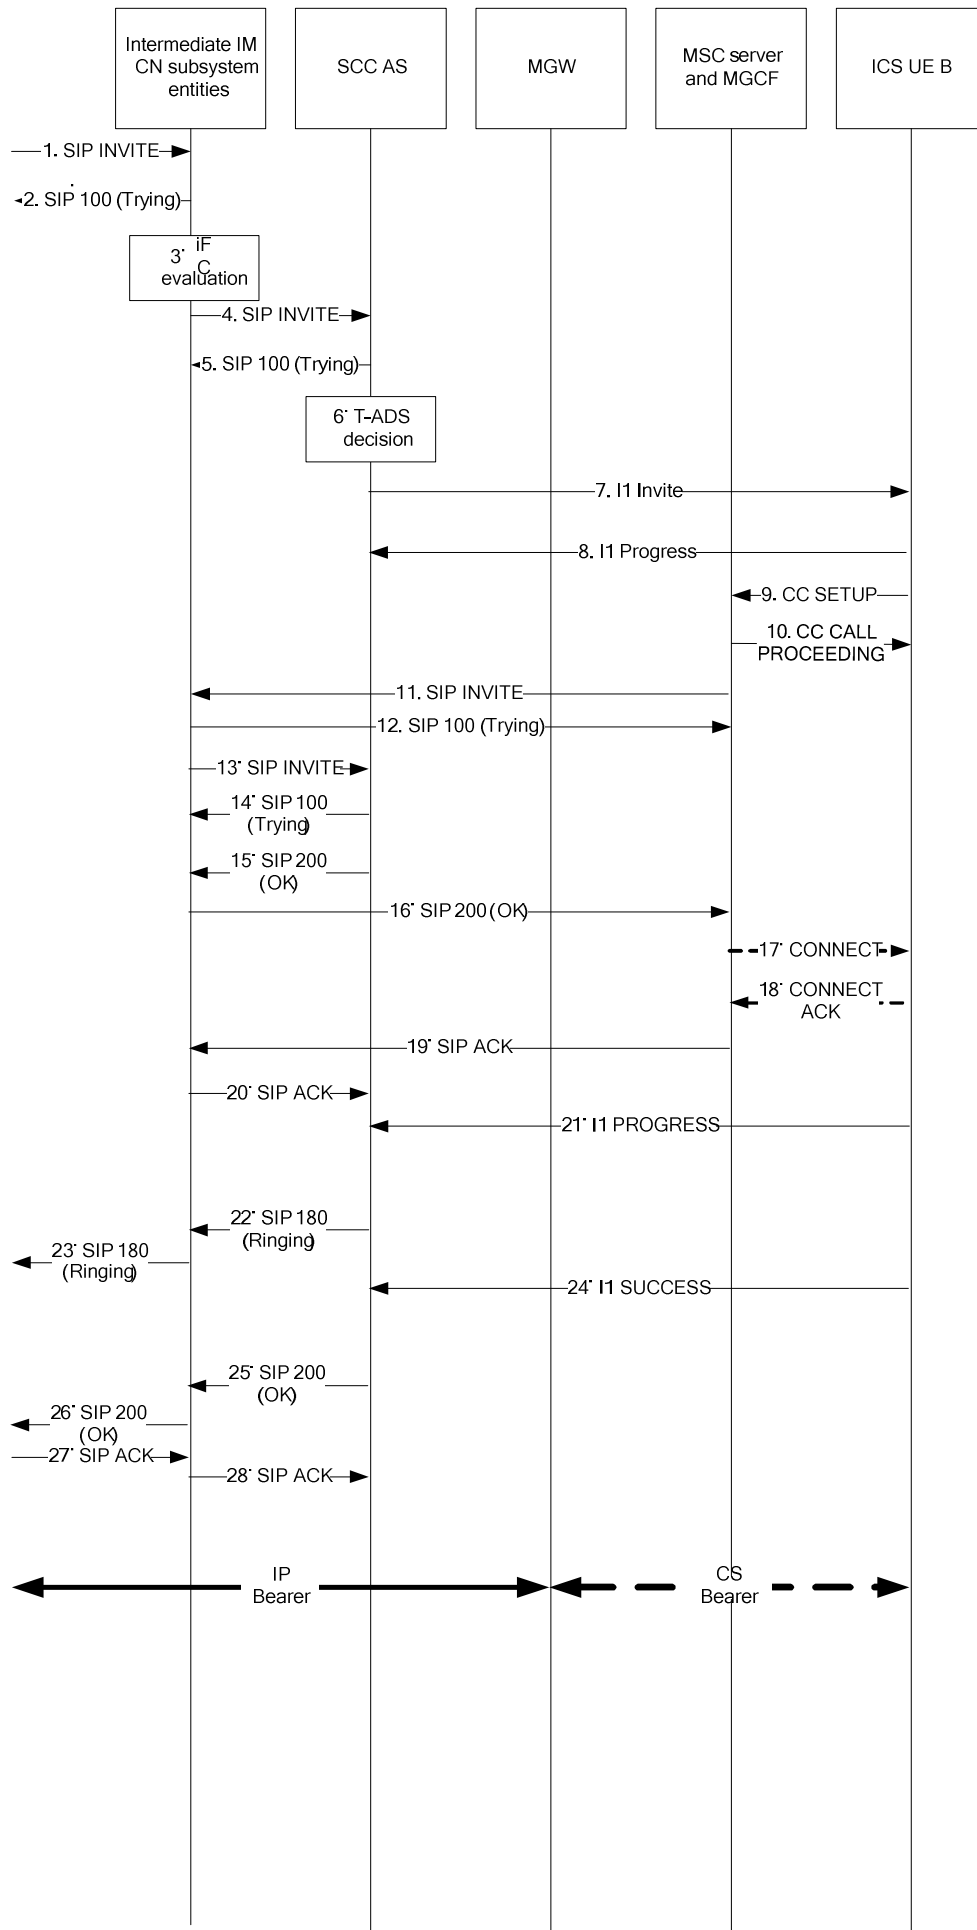 Intermediate IM
CN subsystem
entities
SCC AS
MGW
MSC server
and MGCF
ICS UE B
1. SIP INVITE
2. SIP 100 (Trying)
3. iF
C
evaluation
4. SIP INVITE
5. SIP 100 (Trying)
6. T-ADS
decision
7. I1 Invite
8. I1 Progress
9. CC SETUP
10. CC CALL
PROCEEDING
11. SIP INVITE
12. SIP 100 (Trying)
13. SIP INVITE
14. SIP 100
(Trying)
15. SIP 200
(OK)
16. SIP 200 (OK)
17. CONNECT
18. CONNECT
ACK
19. SIP ACK
20. SIP ACK
21. I1 PROGRESS
22. SIP 180
(Ringing)
23. SIP 180
(Ringing)
24. I1 SUCCESS
25. SIP 200
(OK)
26. SIP 200
(OK)
27. SIP ACK
28. SIP ACK
IP
Bearer
CS
Bearer